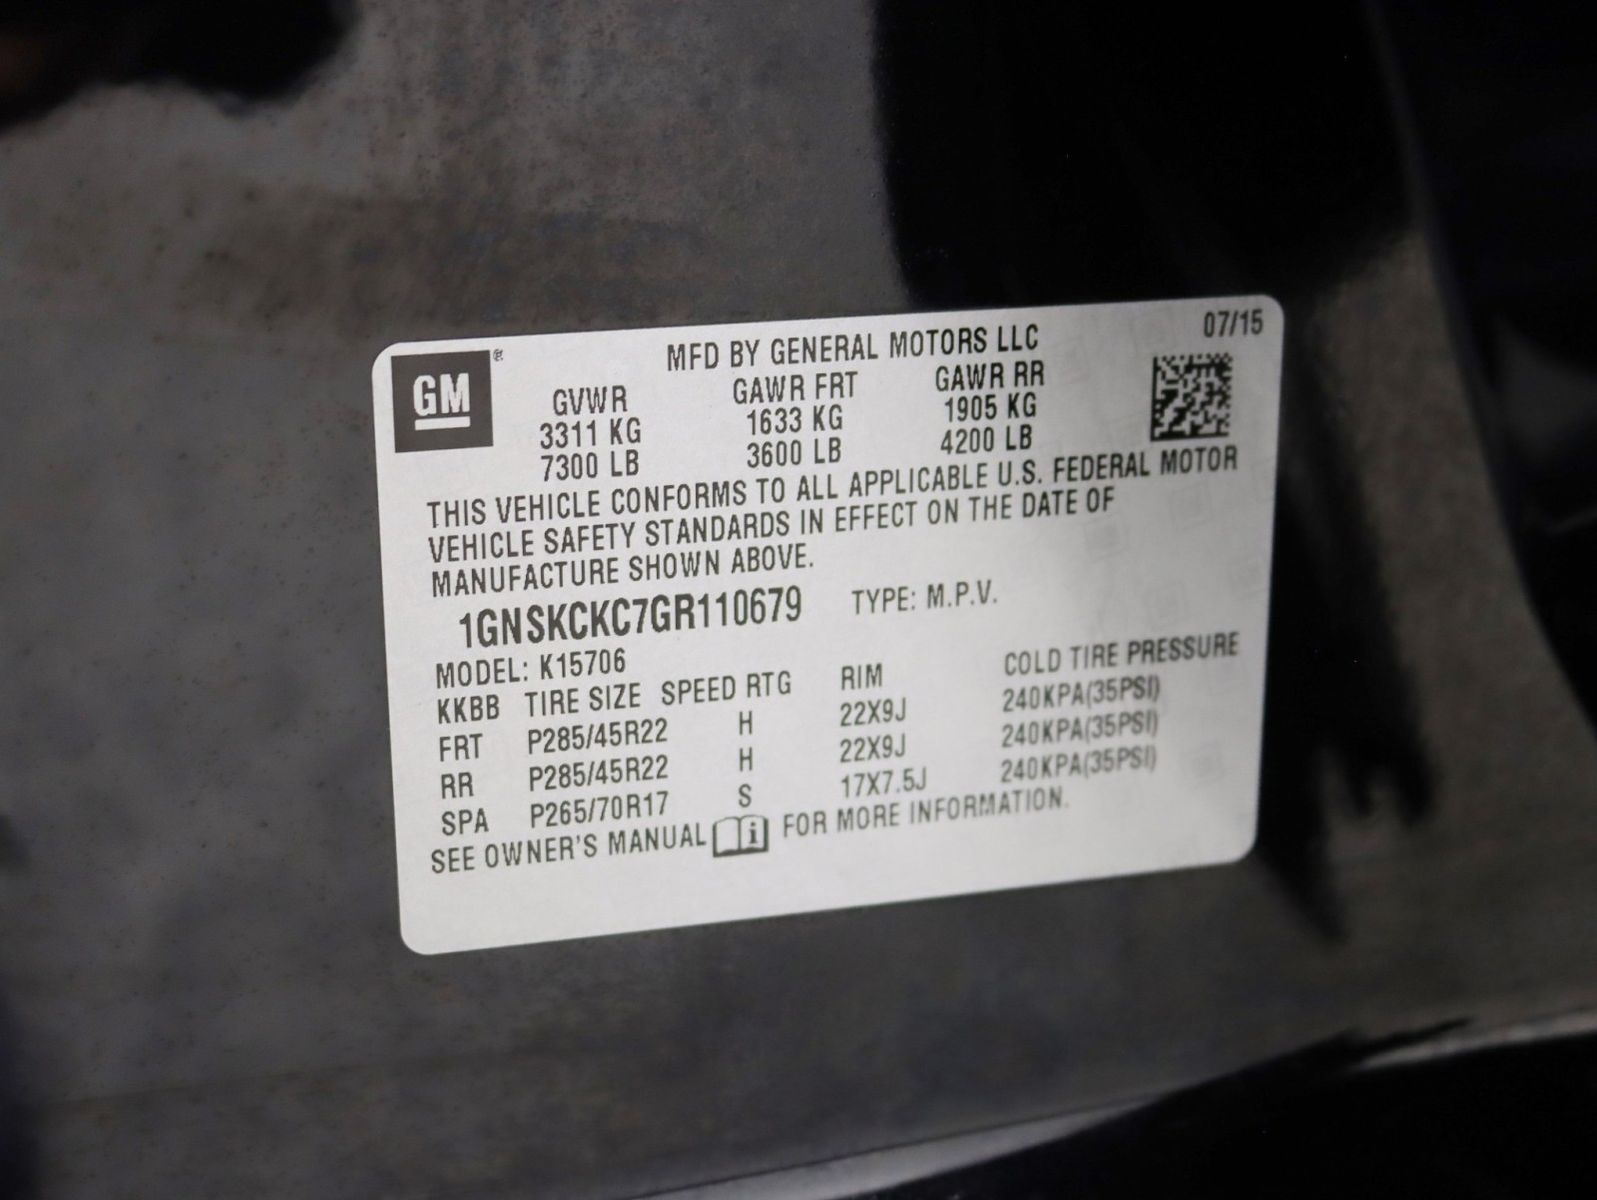 07/15
GM ®
MFD BY GENERAL MOTORS LLC
GVWR GAWR FRT GAWR RR
3311 KG 1633 KG 1905 KG
7300 LB 3600 LB 4200 LB
THIS VEHICLE CONFORMS TO ALL APPLICABLE U.S. FEDERAL MOTOR
VEHICLE SAFETY STANDARDS IN EFFECT ON THE DATE OF
MANUFACTURE SHOWN ABOVE.
1GNSKCKC7GR110679 TYPE: M.P.V.
MODEL: K15706
KKBB TIRE SIZE SPEED RTG RIM COLD TIRE PRESSURE
FRT P285/45R22 H 22X9J 240KPA(35PSI)
RR P285/45R22 H 22X9J 240KPA(35PSI)
SPA P265/70R17 S 17X7.5J 240KPA(35PSI)
SEE OWNER'S MANUAL i FOR MORE INFORMATION.